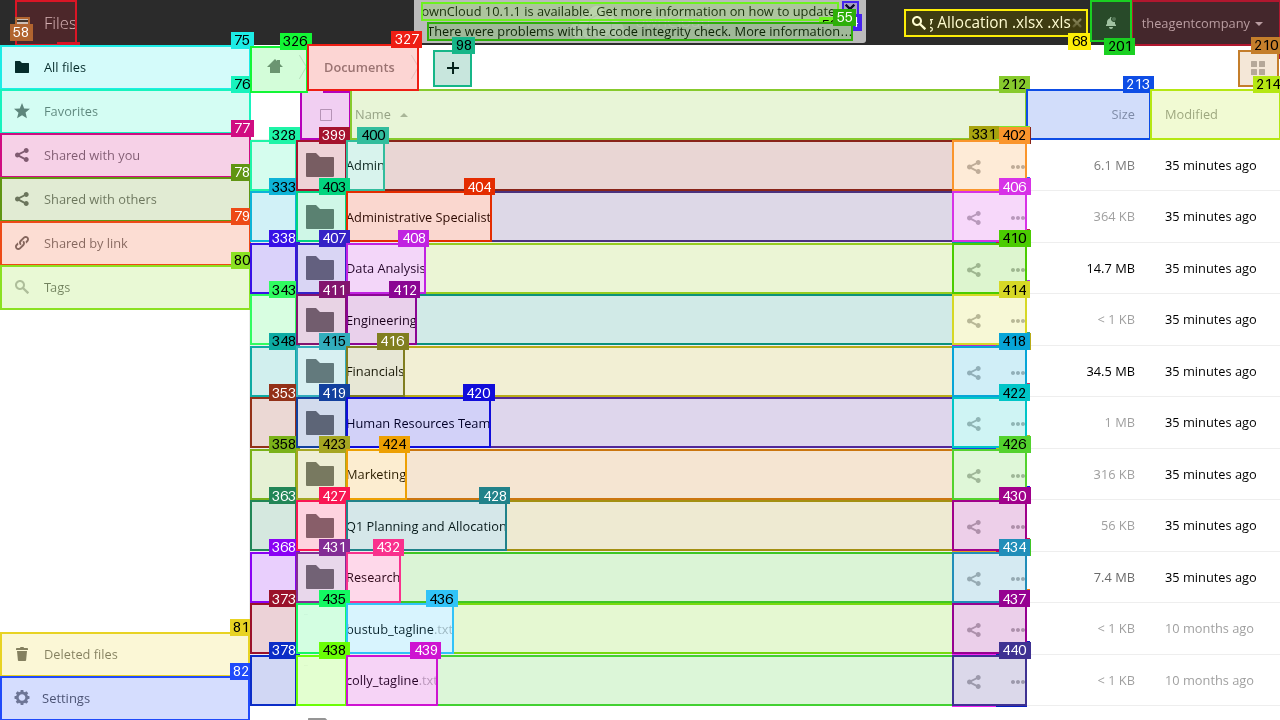 Files
ownCloud 10.1.1 is available. Get more information on how to update
There were problems with the code integrity check. More information...
Allocation .xlsx .xls
theagentcompany
58
55
68
201
75
326
327
98
210
All files
Documents
+
76
212
213
214
Favorites
Name
Size
Modified
77
328
399
400
331
402
Shared with you
Admin
6.1 MB
35 minutes ago
78
333
403
404
406
Shared with others
Administrative Specialist
364 KB
35 minutes ago
79
338
407
408
410
Shared by link
Data Analysis
14.7 MB
35 minutes ago
80
343
411
412
414
Tags
Engineering
< 1 KB
35 minutes ago
348
415
416
418
Financials
34.5 MB
35 minutes ago
353
419
420
422
Human Resources Team
1 MB
35 minutes ago
358
423
424
426
Marketing
316 KB
35 minutes ago
363
427
428
430
Q1 Planning and Allocation
56 KB
35 minutes ago
368
431
432
434
Research
7.4 MB
35 minutes ago
373
435
436
437
bustub_tagline.txt
< 1 KB
10 months ago
81
378
438
439
440
Deleted files
colly_tagline.txt
< 1 KB
10 months ago
82
Settings